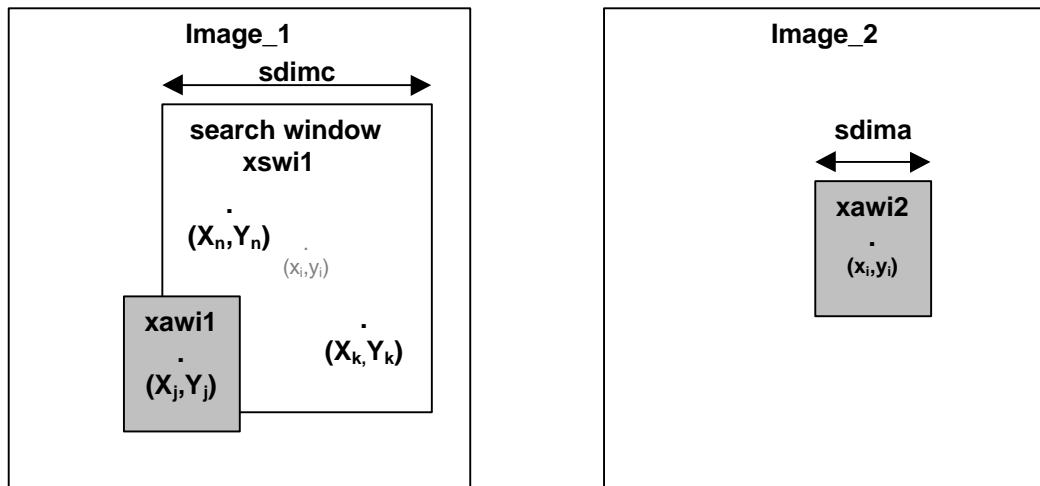 Image_1
sdimc
search window
xswi1
(Xn,Yn)
(xi,yi)
xawi1
(Xj,Yj)
(Xk,Yk)
Image_2
sdima
xawi2
(xi,yi)